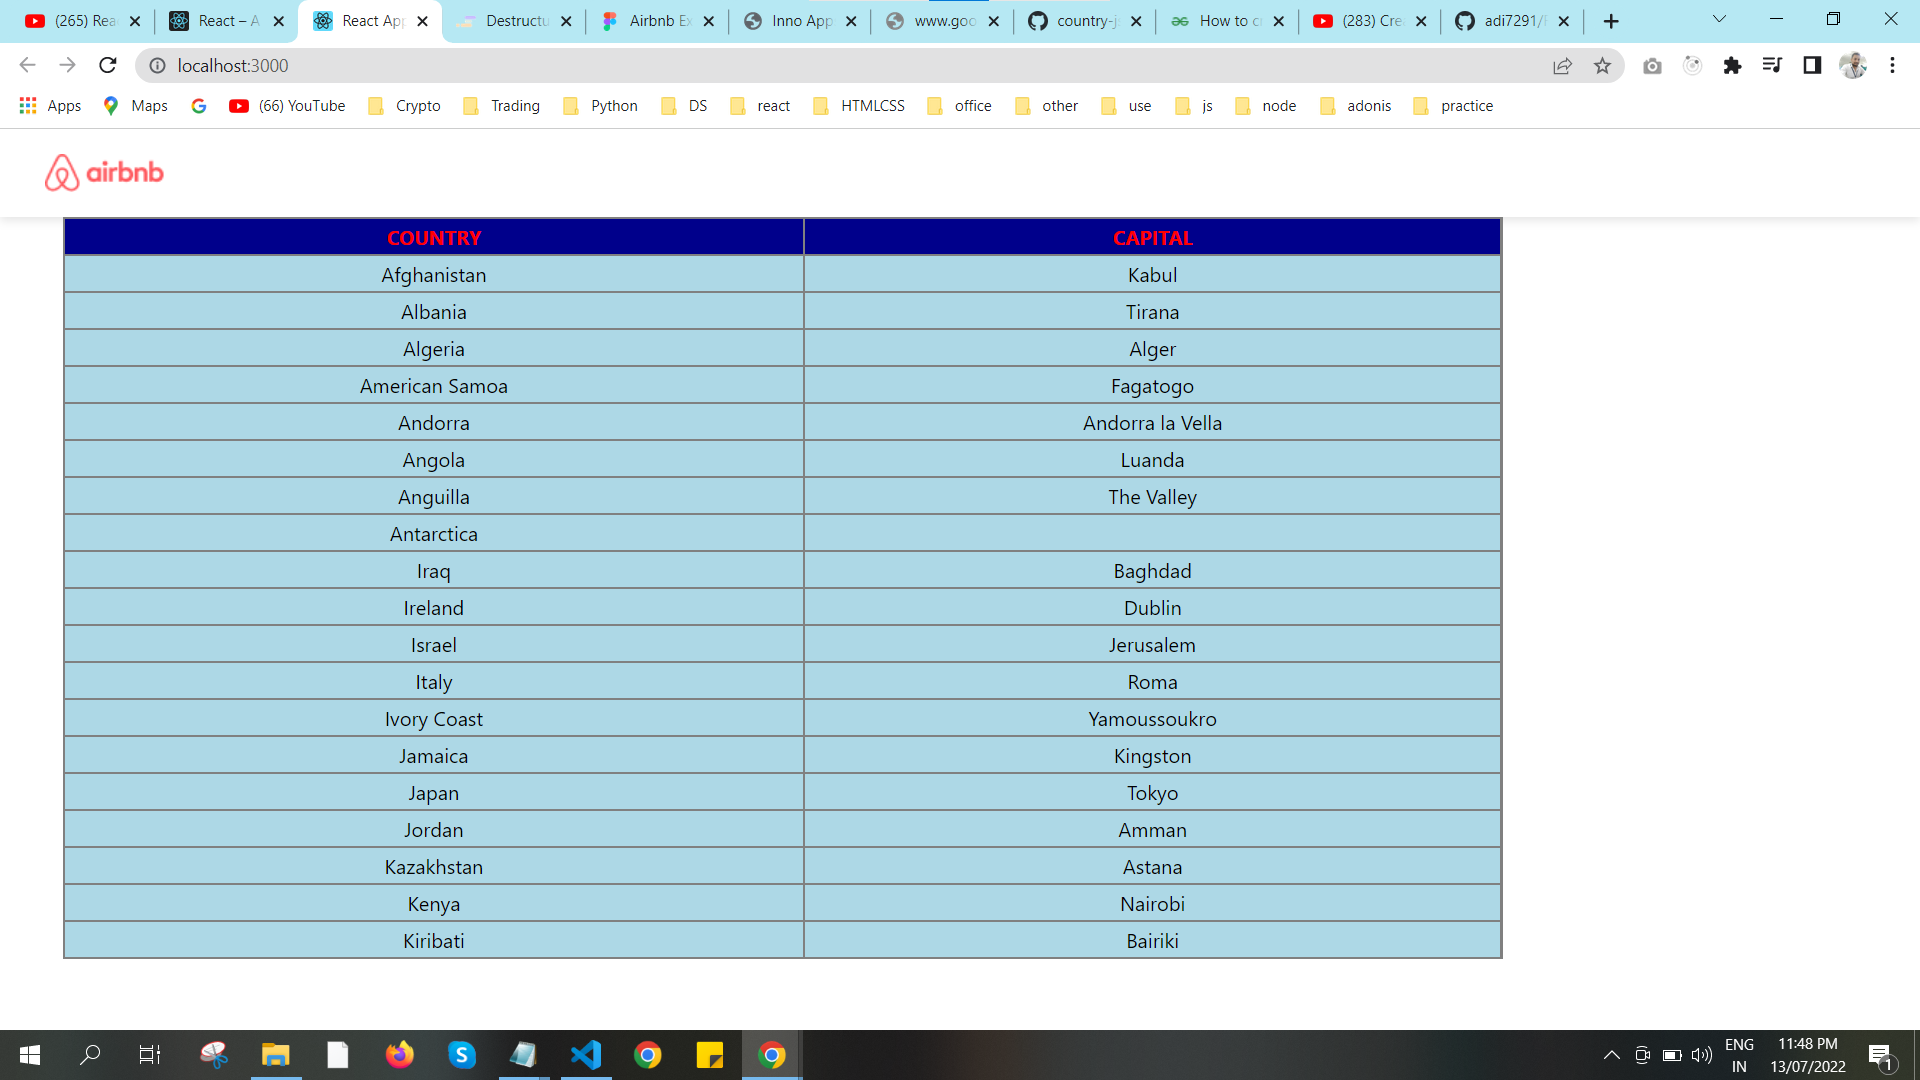 (265) Rea
React – A
React App
Destructu
Airbnb Ex
Inno App
www.goo
country-j
How to c
(283) Cre
adi7291/
localhost:3000
Apps Maps (66) YouTube Crypto Trading Python DS react HTMLCSS office other use js node adonis practice
airbnb
COUNTRY CAPITAL
Afghanistan Kabul
Albania Tirana
Algeria Alger
American Samoa Fagatogo
Andorra Andorra la Vella
Angola Luanda
Anguilla The Valley
Antarctica
Iraq Baghdad
Ireland Dublin
Israel Jerusalem
Italy Roma
Ivory Coast Yamoussoukro
Jamaica Kingston
Japan Tokyo
Jordan Amman
Kazakhstan Astana
Kenya Nairobi
Kiribati Bairiki
ENG 11:48 PM
IN 13/07/2022
1